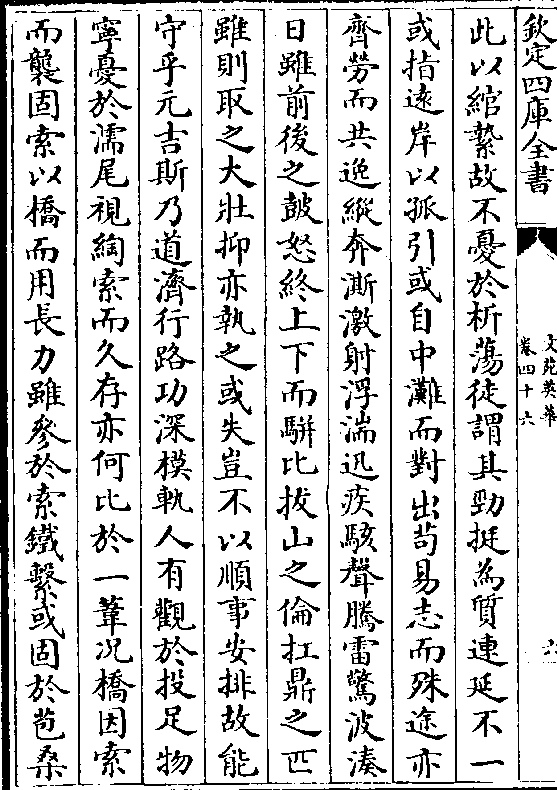 欽定四庫全書
文苑英華
卷四十六
六
此以綰縶故不憂於析蕩徒謂其勁挺為質連延不一
或指遠岸以孤引或自中灘而對出茍易志而殊途亦
齊勞而共逸縱奔澌激射浮湍迅疾駭聲騰雷驚波湊
日雖前後之皷怒終上下而駢比拔山之倫扛鼎之匹
雖則取之大壯抑亦執之或失豈不以順事安排故能
守乎元吉斯乃道濟行路功深模軌人有觀於投足物
寧憂於濡尾視綯索而久存亦何比於一葦况橋因索
而襲固索以橋而用長力雖參於索鐵繫或固於苞桑